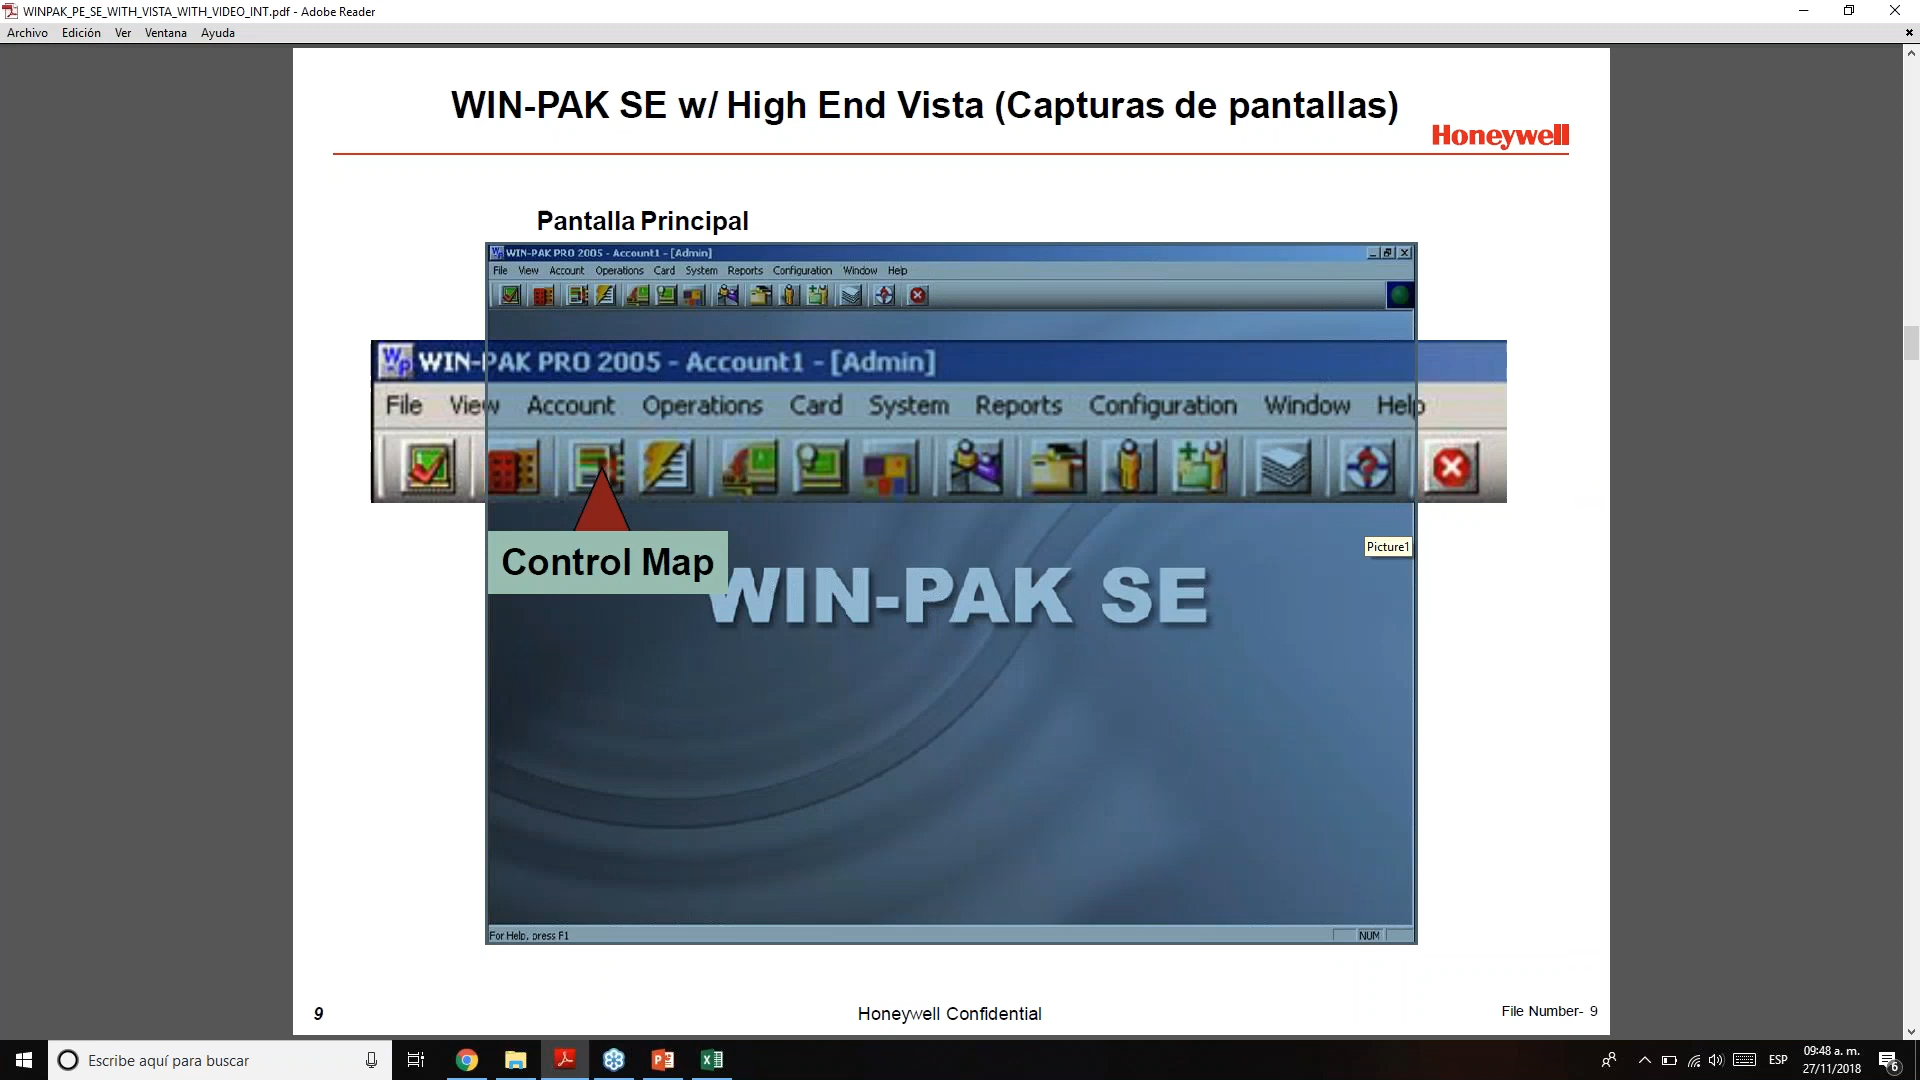 WINPAK_PE_SE_WITH_VISTA_WITH_VIDEO_INT.pdf - Adobe Reader
Archivo Edición Ver Ventana Ayuda
WIN-PAK SE w/ High End Vista (Capturas de pantallas)
Honeywell
Pantalla Principal
WIN-PAK PRO 2005 - Account1 - [Admin]
File View Account Operations Card System Reports Configuration Window Help
WIN-PAK PRO 2005 - Account1 - [Admin]
File View Account Operations Card System Reports Configuration Window Help
Picture1
Control Map
WIN-PAK SE
For Help, press F1
NUM
9
Honeywell Confidential
File Number- 9
Escribe aquí para buscar
ESP
09:48 a. m.
27/11/2018
6